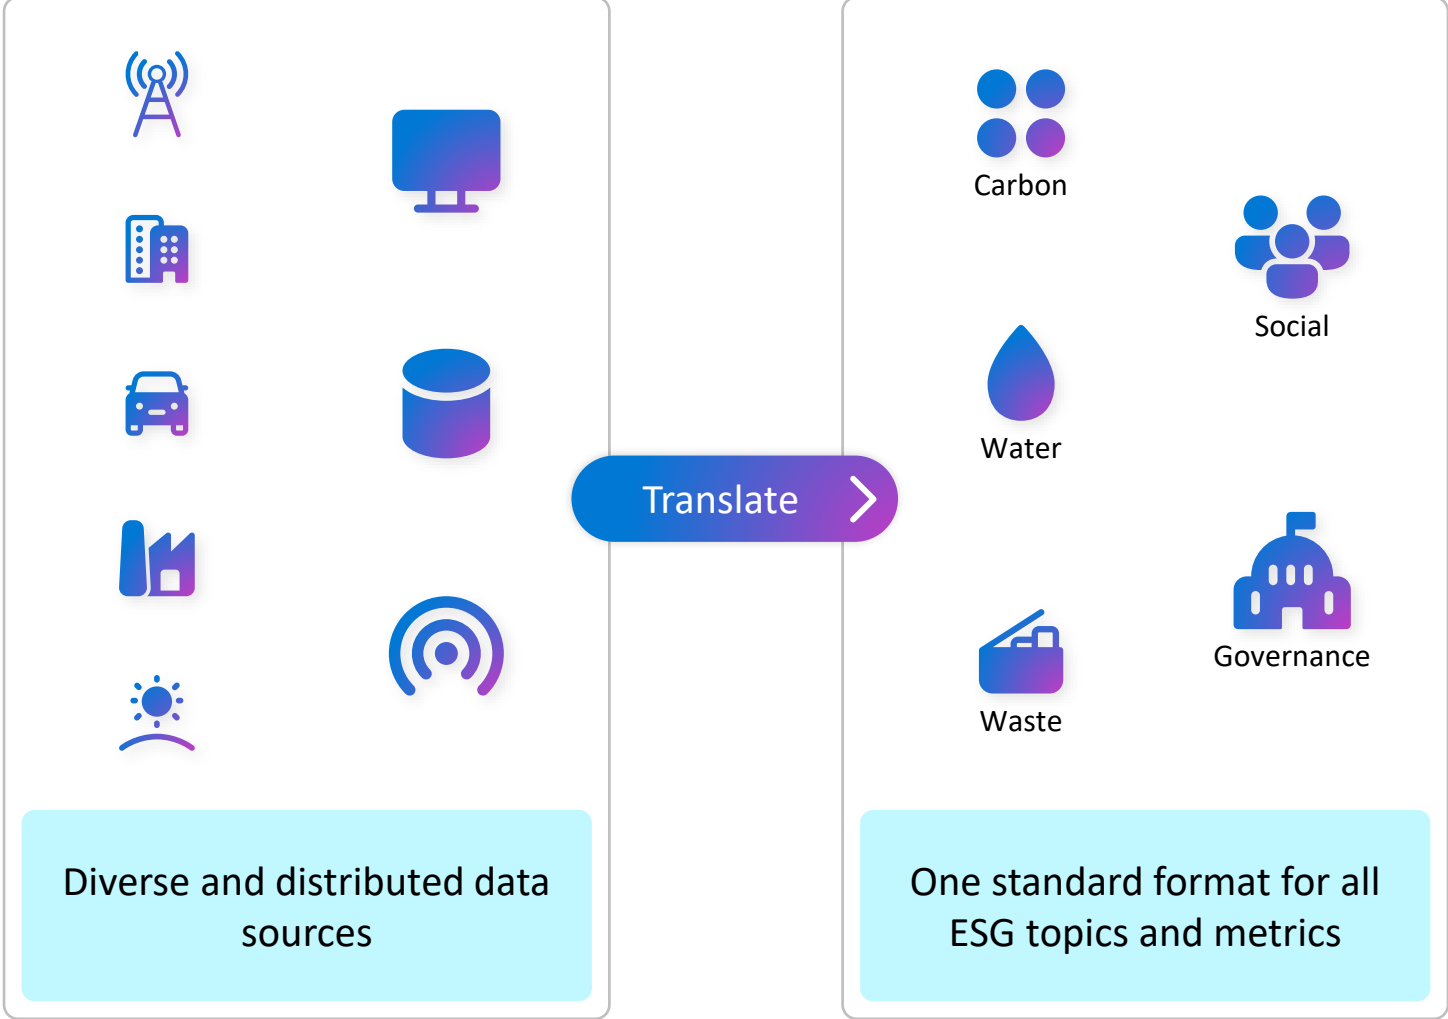 Carbon
Social
Water
Translate
Governance
Waste
Diverse and distributed data
sources
One standard format for all
ESG topics and metrics